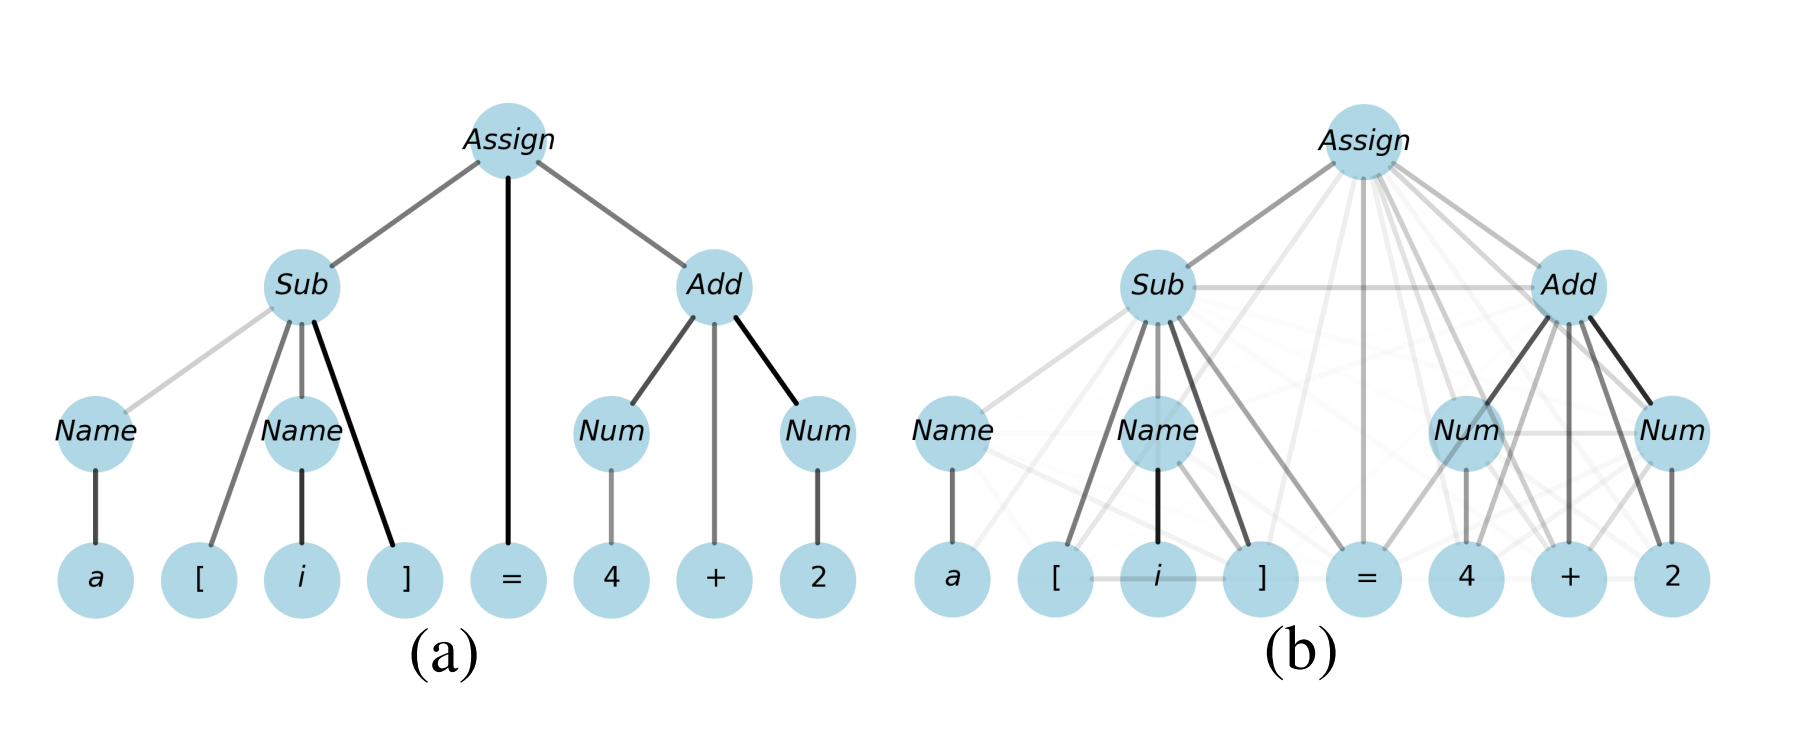 Assign
Sub Add
Name Name Num Num
a [ i ] = 4 + 2
(a)
Assign
Sub Add
Name Name Num Num
a [ i ] = 4 + 2
(b)